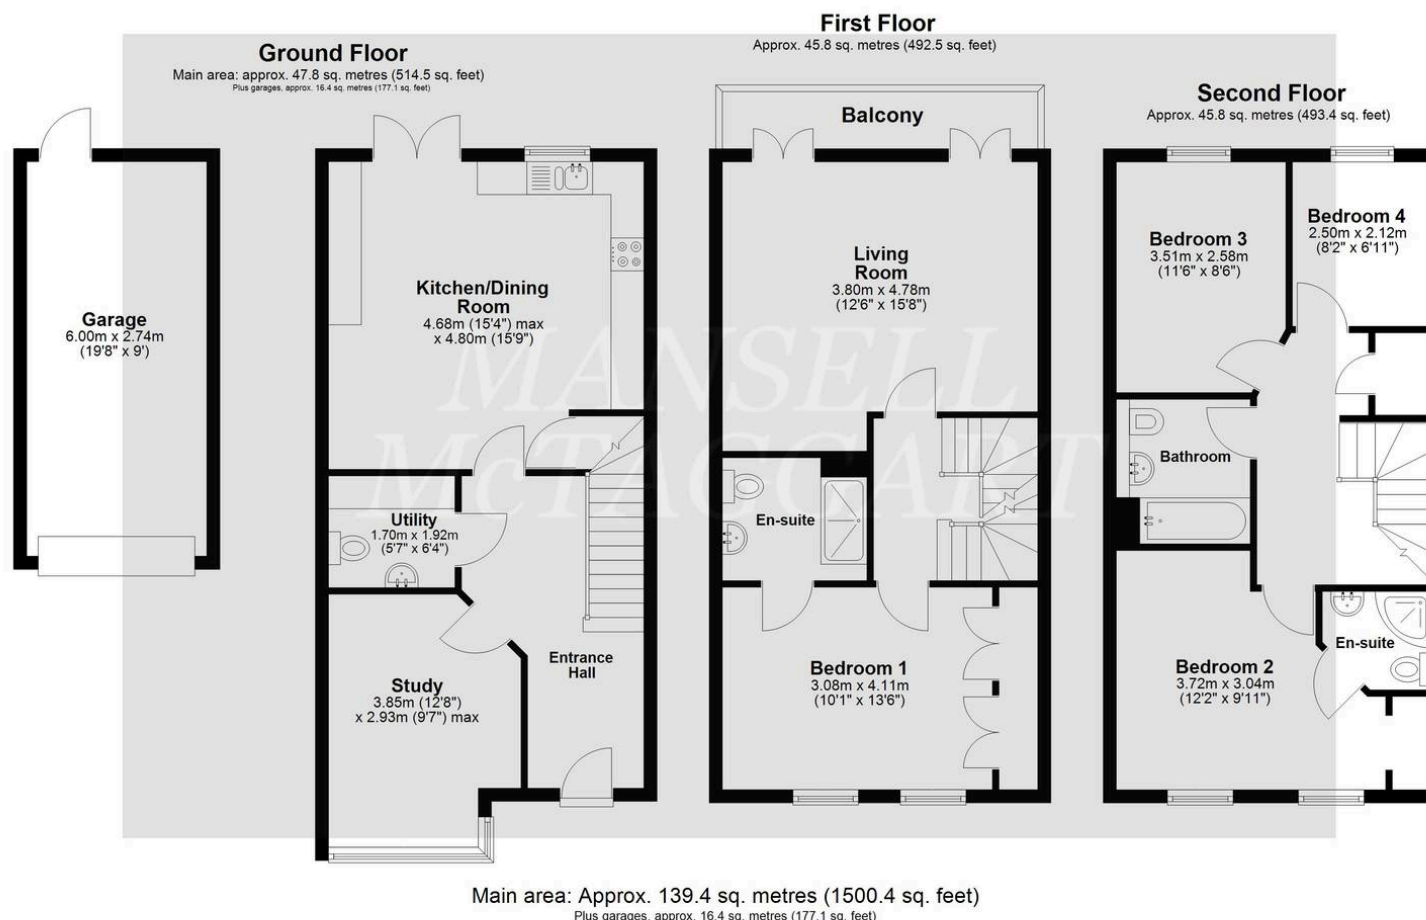 Ground Floor
Main area: approx. 47.8 sq. metres (514.5 sq. feet)
Plus garages, approx. 16.4 sq. metres (177.1 sq. feet)
Garage
6.00m x 2.74m
(19'8" x 9')
Kitchen/Dining
Room
4.68m (15'4") max
x 4.80m (15'9")
Utility
1.70m x 1.92m
(5'7" x 6'4")
Study
3.85m (12'8")
x 2.93m (9'7") max
Entrance
Hall
First Floor
Approx. 45.8 sq. metres (492.5 sq. feet)
Balcony
Living
Room
3.80m x 4.78m
(12'6" x 15'8")
En-suite
Bedroom 1
3.08m x 4.11m
(10'1" x 13'6")
Second Floor
Approx. 45.8 sq. metres (493.4 sq. feet)
Bedroom 3
3.51m x 2.58m
(11'6" x 8'6")
Bedroom 4
2.50m x 2.12m
(8'2" x 6'11")
Bathroom
En-suite
Bedroom 2
3.72m x 3.04m
(12'2" x 9'11")
MANSELL
McTAGGART
Main area: Approx. 139.4 sq. metres (1500.4 sq. feet)
Plus garages, approx. 16.4 sq. metres (177.1 sq. feet)